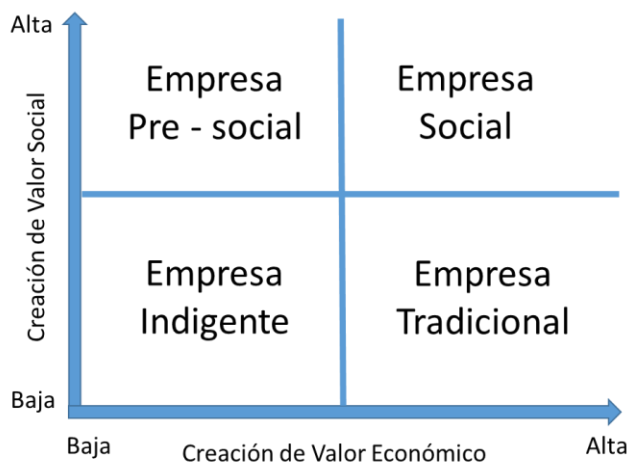 Alta
Creación de Valor Social
Empresa
Pre - social
Empresa
Social
Empresa
Indigente
Empresa
Tradicional
Baja
Baja
Creación de Valor Económico
Alta